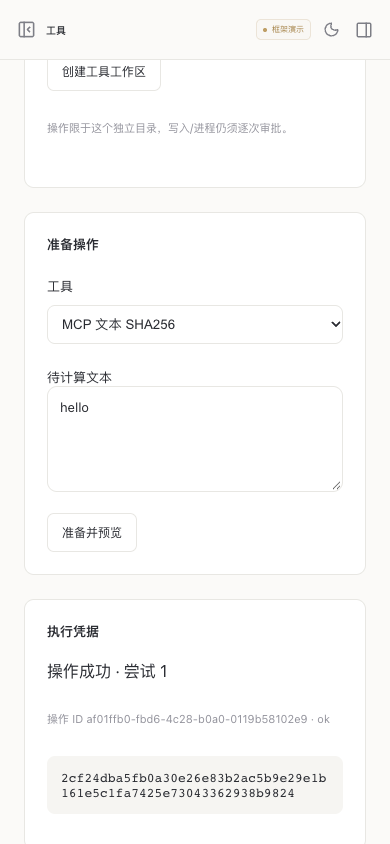 工具
框架演示
创建工具工作区
操作限于这个独立目录，写入/进程仍须逐次审批。
准备操作
工具
MCP 文本 SHA256
待计算文本
hello
准备并预览
执行凭据
操作成功 · 尝试 1
操作 ID af01ffb0-fbd6-4c28-b0a0-0119b58102e9 · ok
2cf24dba5fb0a30e26e83b2ac5b9e29e1b
161e5c1fa7425e73043362938b9824